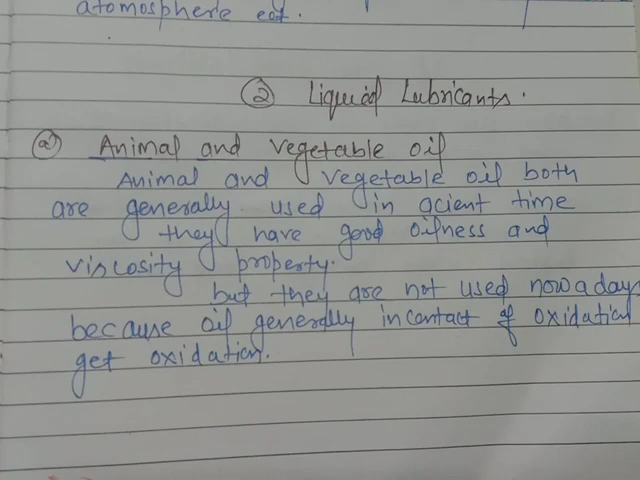 atomosphere eat.
② Liquid Lubricants.
ⓐ Animal and vegetable oil
Animal and vegetable oil both
are generally used in acient time
they have good oilness and
viscosity property.
but they are not used nowaday
because oil generally in contact of oxidation
get oxidation.